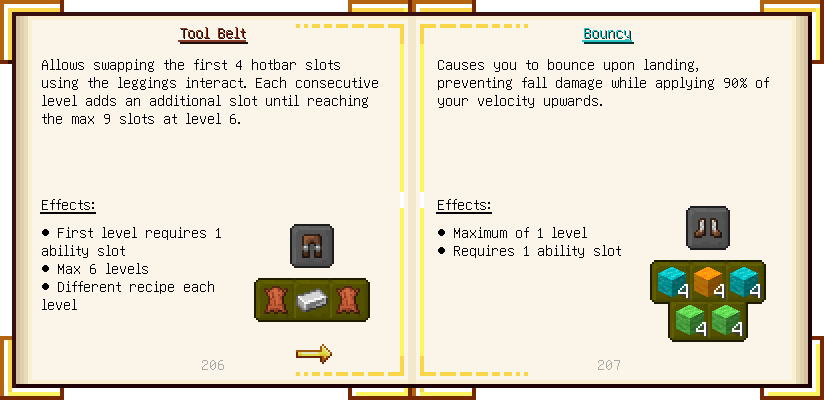 Tool Belt
Allows swapping the first 4 hotbar slots
using the leggings interact. Each consecutive
level adds an additional slot until reaching
the max 9 slots at level 6.
Effects:
● First level requires 1
ability slot
● Max 6 levels
● Different recipe each
level
206
Bouncy
Causes you to bounce upon landing,
preventing fall damage while applying 90% of
your velocity upwards.
Effects:
● Maximum of 1 level
● Requires 1 ability slot
4 4 4
4 4
207